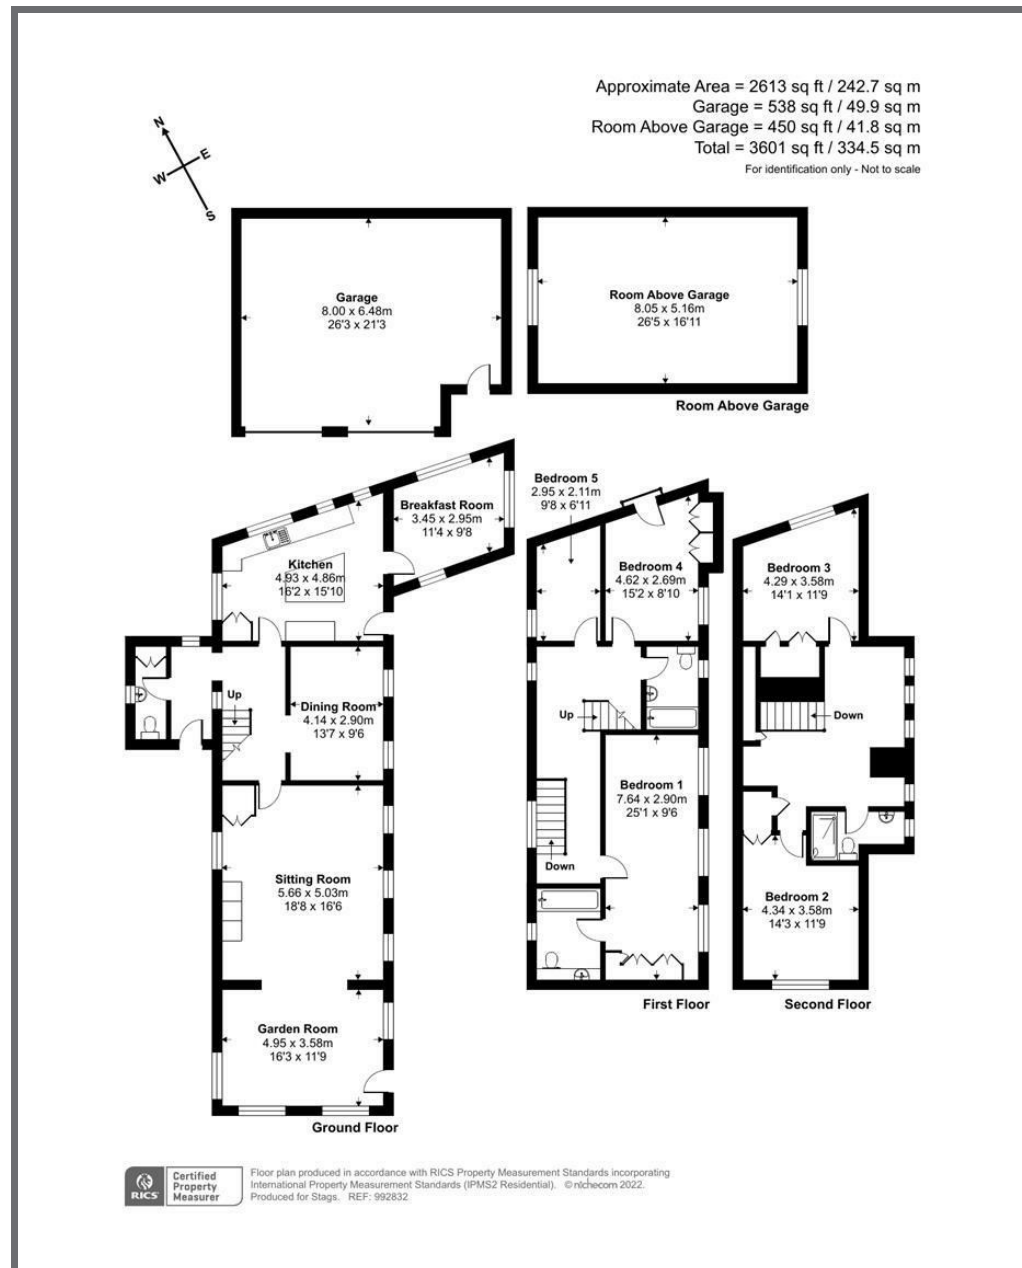 Approximate Area = 2613 sq ft / 242.7 sq m
Garage = 538 sq ft / 49.9 sq m
Room Above Garage = 450 sq ft / 41.8 sq m
Total = 3601 sq ft / 334.5 sq m
For identification only - Not to scale
N
E
W
S
Garage
8.00 x 6.48m
26'3 x 21'3
Room Above Garage
8.05 x 5.16m
26'5 x 16'11
Room Above Garage
Breakfast Room
3.45 x 2.95m
11'4 x 9'8
Kitchen
4.93 x 4.86m
16'2 x 15'10
Up
Dining Room
4.14 x 2.90m
13'7 x 9'6
Sitting Room
5.66 x 5.03m
18'8 x 16'6
Garden Room
4.95 x 3.58m
16'3 x 11'9
Ground Floor
Bedroom 5
2.95 x 2.11m
9'8 x 6'11
Bedroom 4
4.62 x 2.69m
15'2 x 8'10
Up
Bedroom 1
7.64 x 2.90m
25'1 x 9'6
Down
First Floor
Bedroom 3
4.29 x 3.58m
14'1 x 11'9
Down
Bedroom 2
4.34 x 3.58m
14'3 x 11'9
Second Floor
RICS
Certified
Property
Measurer
Floor plan produced in accordance with RICS Property Measurement Standards incorporating
International Property Measurement Standards (IPMS2 Residential). © nichecom 2022.
Produced for Stags. REF: 992832